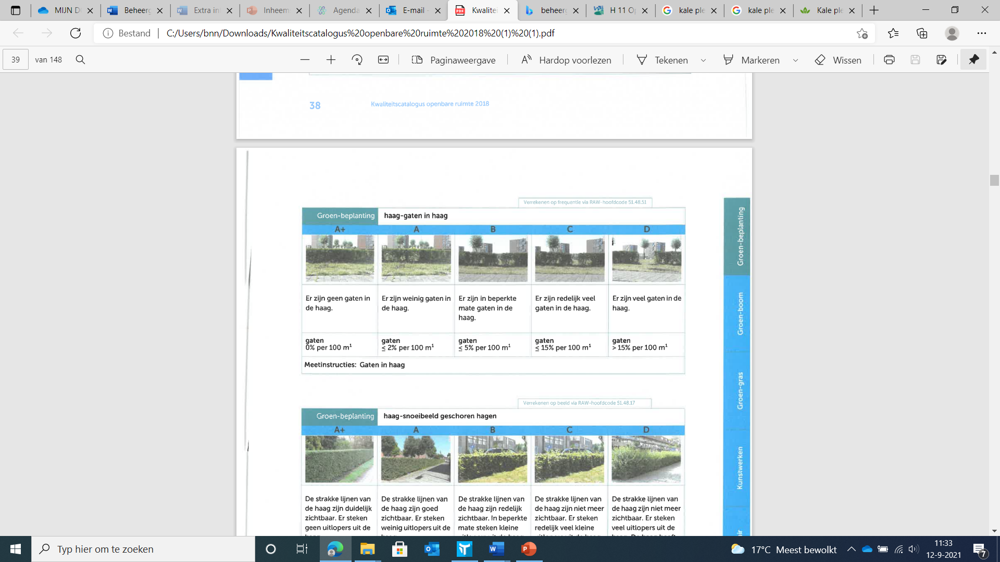 MIJN D
Beheerg
Extra in
Inheem
Agenda
E-mail -
Kwalitei
beheerg
H 11 Op
kale ple
kale ple
Kale ple
Bestand
C:/Users/bnn/Downloads/Kwaliteitscatalogus%20openbare%20ruimte%202018%20(1)%20(1).pdf
39 van 148
Paginaweergave
Hardop voorlezen
Tekenen
Markeren
Wissen
38 Kwaliteitscatalogus openbare ruimte 2018
Verrekenen op frequentie via RAW-hoofdcode 51.48.51
Groen-beplanting haag-gaten in haag
A+ A B C D
Er zijn geen gaten in
de haag.
Er zijn weinig gaten in
de haag.
Er zijn in beperkte
mate gaten in de
haag.
Er zijn redelijk veel
gaten in de haag.
Er zijn veel gaten in de
haag.
gaten
0% per 100 m¹
gaten
≤ 2% per 100 m¹
gaten
≤ 5% per 100 m¹
gaten
≤ 15% per 100 m¹
gaten
> 15% per 100 m¹
Meetinstructies: Gaten in haag
Verrekenen op beeld via RAW-hoofdcode 51.48.17
Groen-beplanting haag-snoeibeeld geschoren hagen
A+ A B C D
De strakke lijnen van
de haag zijn duidelijk
zichtbaar. Er steken
geen uitlopers uit de
De strakke lijnen van
de haag zijn goed
zichtbaar. Er steken
weinig uitlopers uit de
De strakke lijnen van
de haag zijn redelijk
zichtbaar. In beperkte
mate steken kleine
De strakke lijnen van
de haag zijn niet meer
zichtbaar. Er steken
redelijk veel kleine
De strakke lijnen van
de haag zijn niet meer
zichtbaar. Er steken
veel uitlopers uit de
Groen-beplanting
Groen-boom
Groen-gras
Kunstwerken
Typ hier om te zoeken
17°C Meest bewolkt
11:33
12-9-2021
7